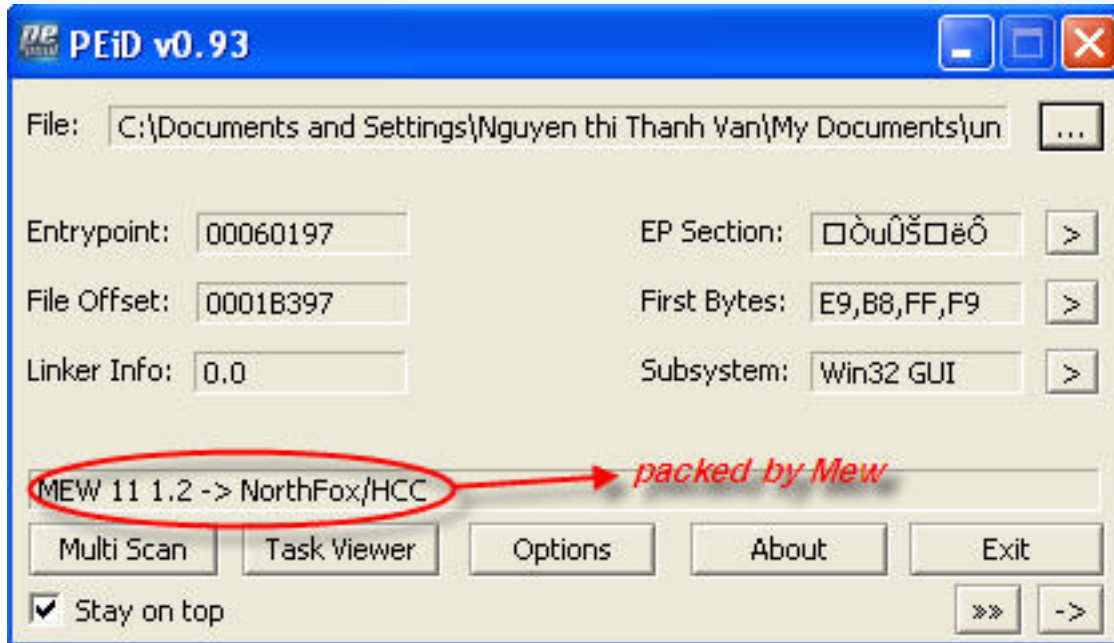 PEiD v0.93
File: C:\Documents and Settings\Nguyen thi Thanh Van\My Documents\un ...
Entrypoint: 00060197 EP Section: □ÒuÛŠ□ëÔ >
File Offset: 0001B397 First Bytes: E9,B8,FF,F9 >
Linker Info: 0.0 Subsystem: Win32 GUI >
MEW 11 1.2 -> NorthFox/HCC packed by Mew
Multi Scan Task Viewer Options About Exit
Stay on top »» ->